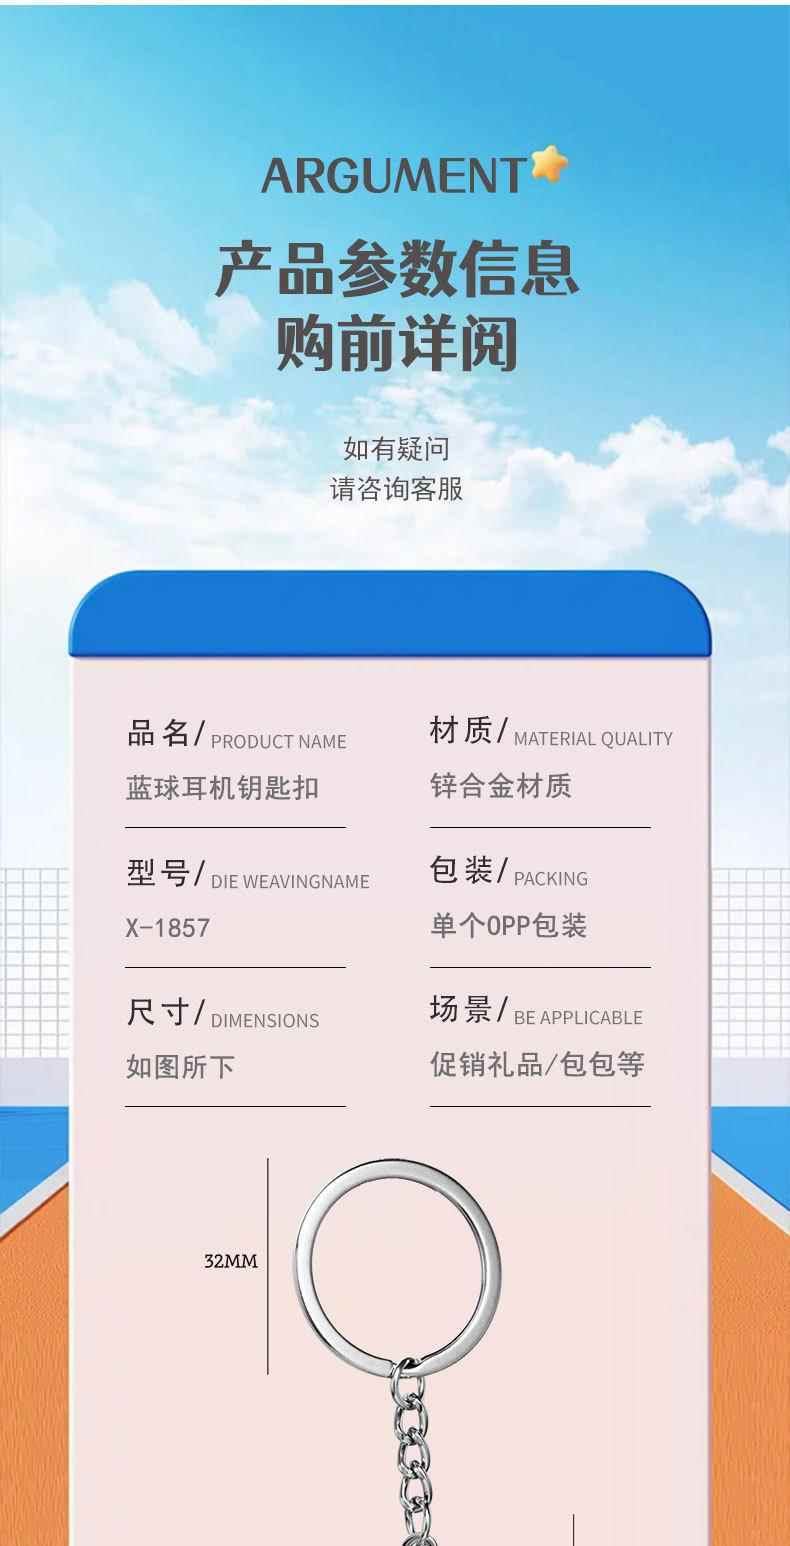 ARGUMENT
产品参数信息
购前详阅
如有疑问
请咨询客服
品名/ PRODUCT NAME
蓝球耳机钥匙扣
材质/ MATERIAL QUALITY
锌合金材质
型号/ DIE WEAVINGNAME
X-1857
包装/ PACKING
单个OPP包装
尺寸/ DIMENSIONS
如图所下
场景/ BE APPLICABLE
促销礼品/包包等
32MM